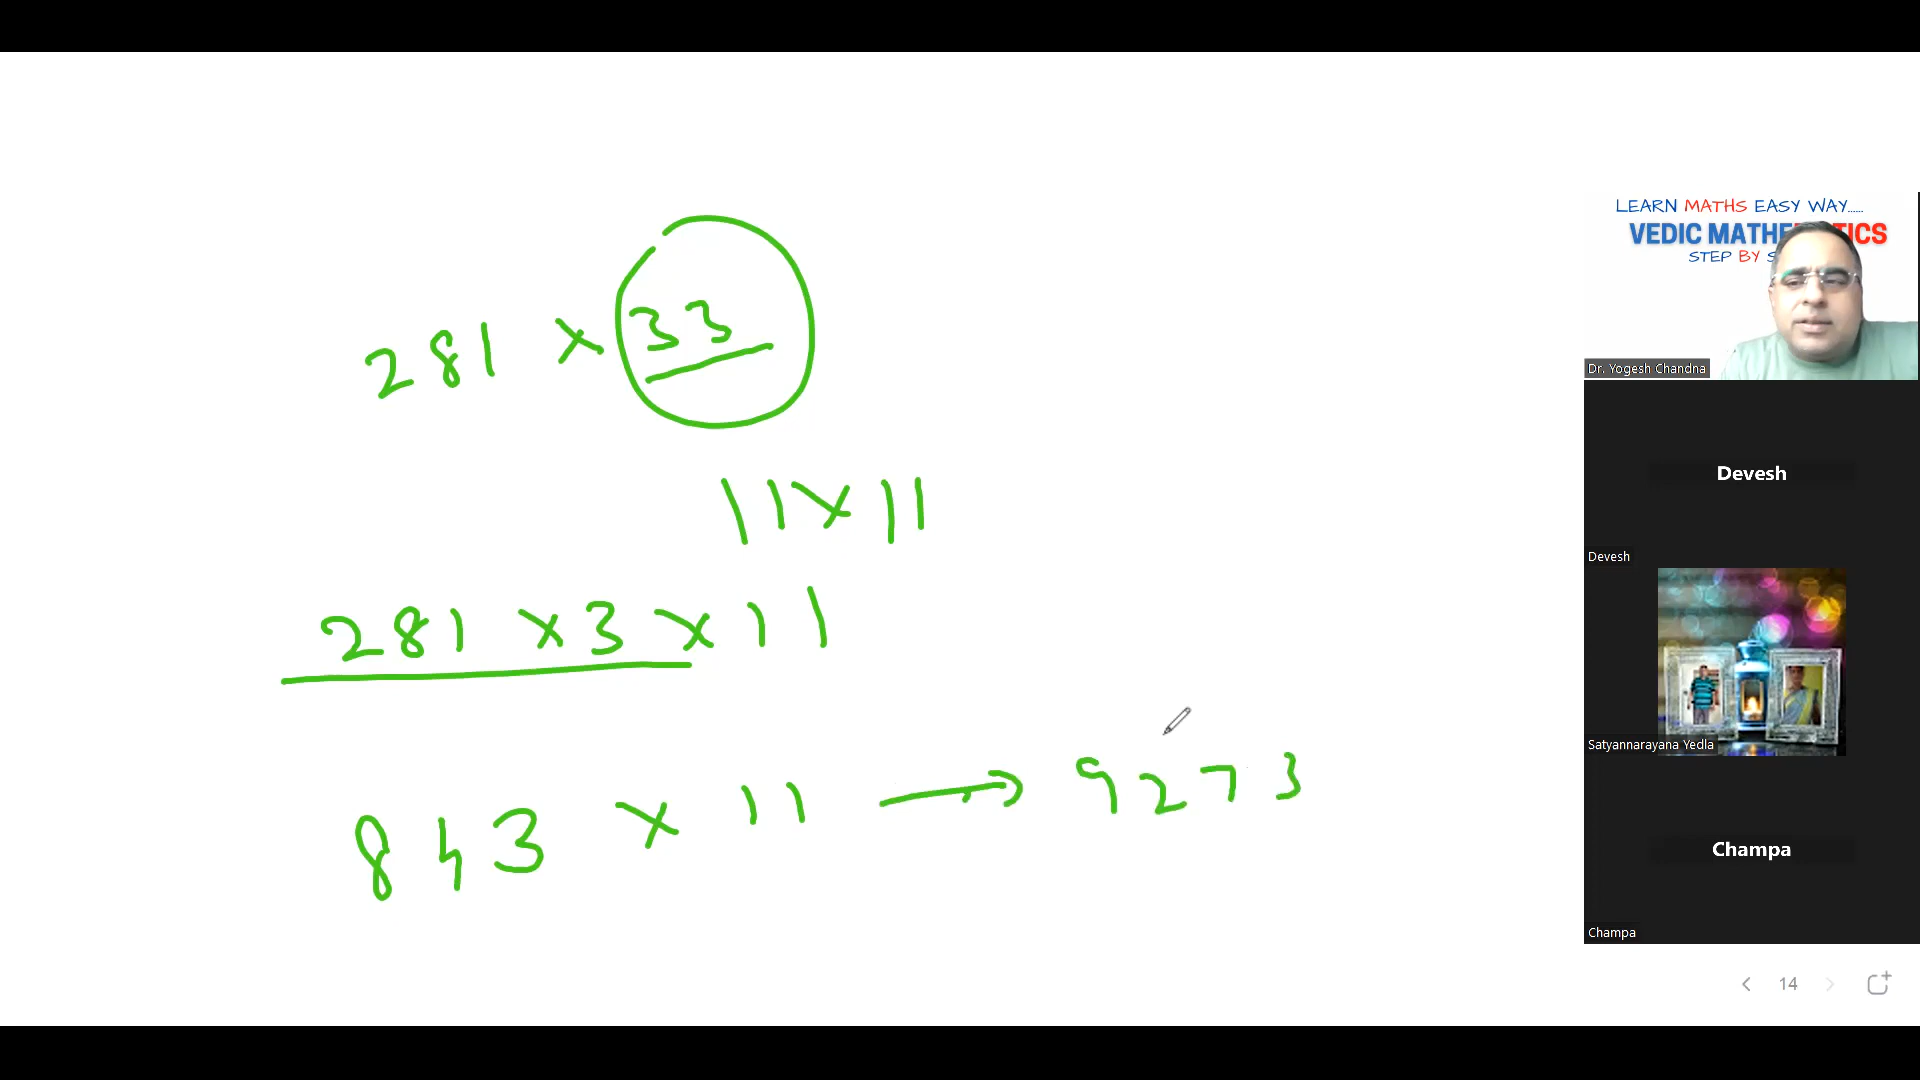 281 × 33
11×11
281 ×3 ×11
843 × 11 → 9273
LEARN MATHS EASY WAY......
VEDIC MATHE TICS
STEP BY S
Dr. Yogesh Chandna
Devesh
Devesh
Satyannarayana Yedla
Champa
Champa
< 14 >